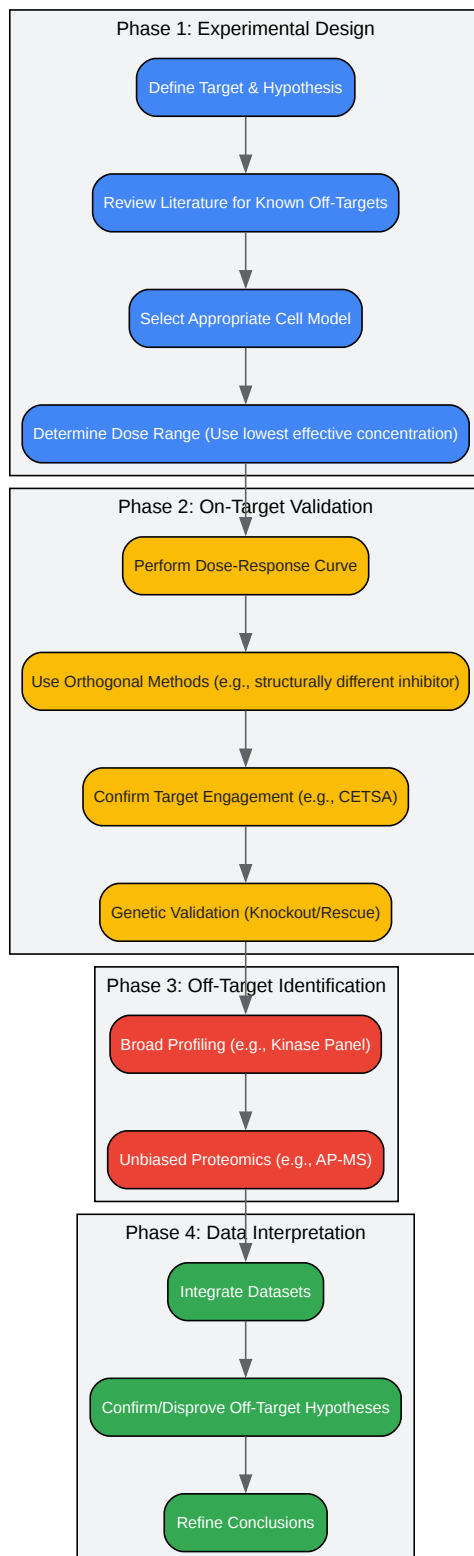 Phase 1: Experimental Design
Define Target & Hypothesis
Review Literature for Known Off-Targets
Select Appropriate Cell Model
Determine Dose Range (Use lowest effective concentration)
Phase 2: On-Target Validation
Perform Dose-Response Curve
Use Orthogonal Methods (e.g., structurally different inhibitor)
Confirm Target Engagement (e.g., CETSA)
Genetic Validation (Knockout/Rescue)
Phase 3: Off-Target Identification
Broad Profiling (e.g., Kinase Panel)
Unbiased Proteomics (e.g., AP-MS)
Phase 4: Data Interpretation
Integrate Datasets
Confirm/Disprove Off-Target Hypotheses
Refine Conclusions